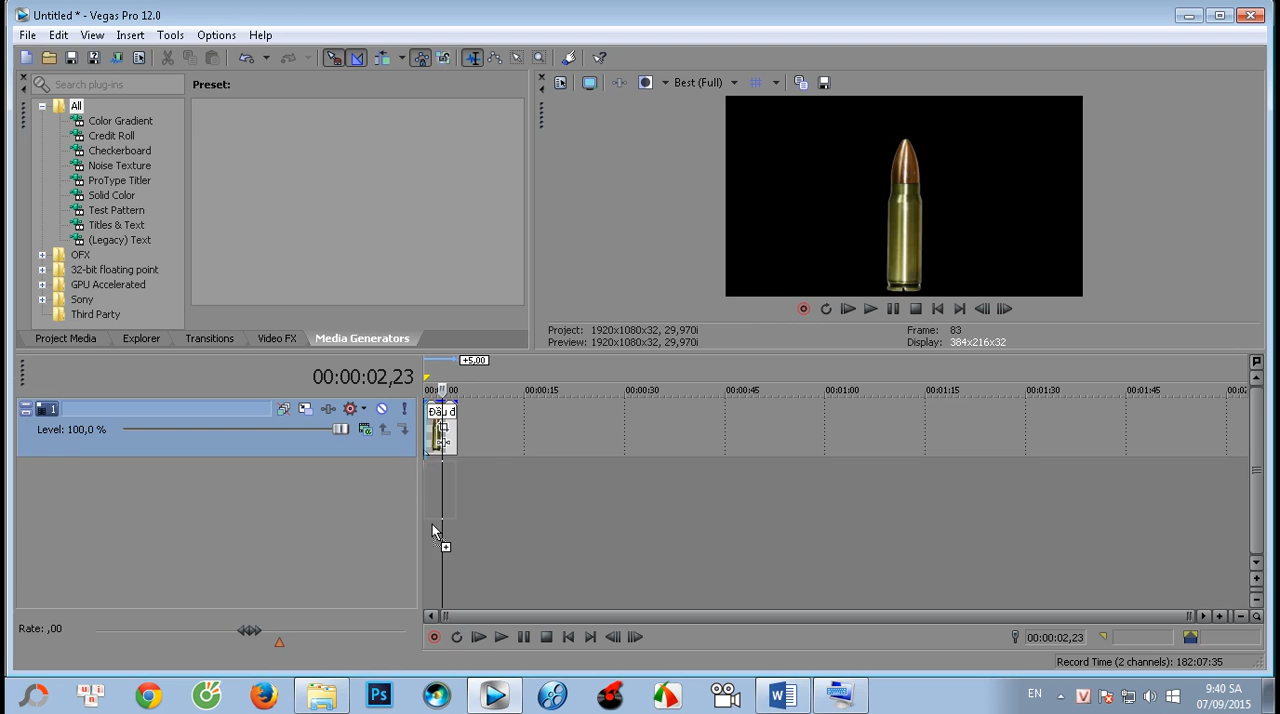 Untitled * - Vegas Pro 12.0
File Edit View Insert Tools Options Help
Search plug-ins
Preset:
Best (Full)
All
Color Gradient
Credit Roll
Checkerboard
Noise Texture
ProType Titler
Solid Color
Test Pattern
Titles & Text
(Legacy) Text
OFX
32-bit floating point
GPU Accelerated
Sony
Third Party
Project Media Explorer Transitions Video FX Media Generators
Project: 1920x1080x32, 29,970i
Frame: 83
Preview: 1920x1080x32, 29,970i
Display: 384x216x32
+5,00
00:00:02,23
00:00:15 00:00:30 00:00:45 00:01:00 00:01:15 00:01:30 00:01:45
1
Đầu đ
Level: 100,0 %
Rate: ,00
00:00:02,23
Record Time (2 channels): 182:07:35
Ps
EN
V
9:40 SA
07/09/2015